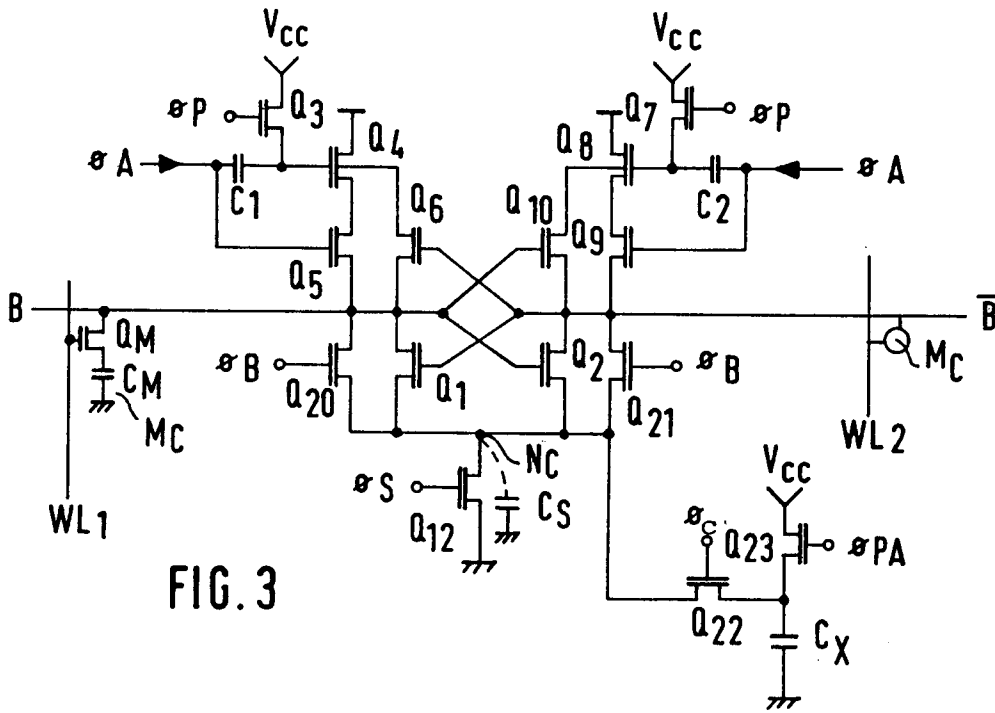 VCC
VCC
øP
Q3
Q7
øP
Q4
Q8
øA
øA
C1
Q6
Q10
C2
Q5
Q9
B
B̅
QM
CM
MC
øB
Q20
Q1
Q2
øB
Q21
MC
WL2
NC
VCC
øS
CS
WL1
Q12
øC
Q23
øPA
FIG. 3
Q22
CX